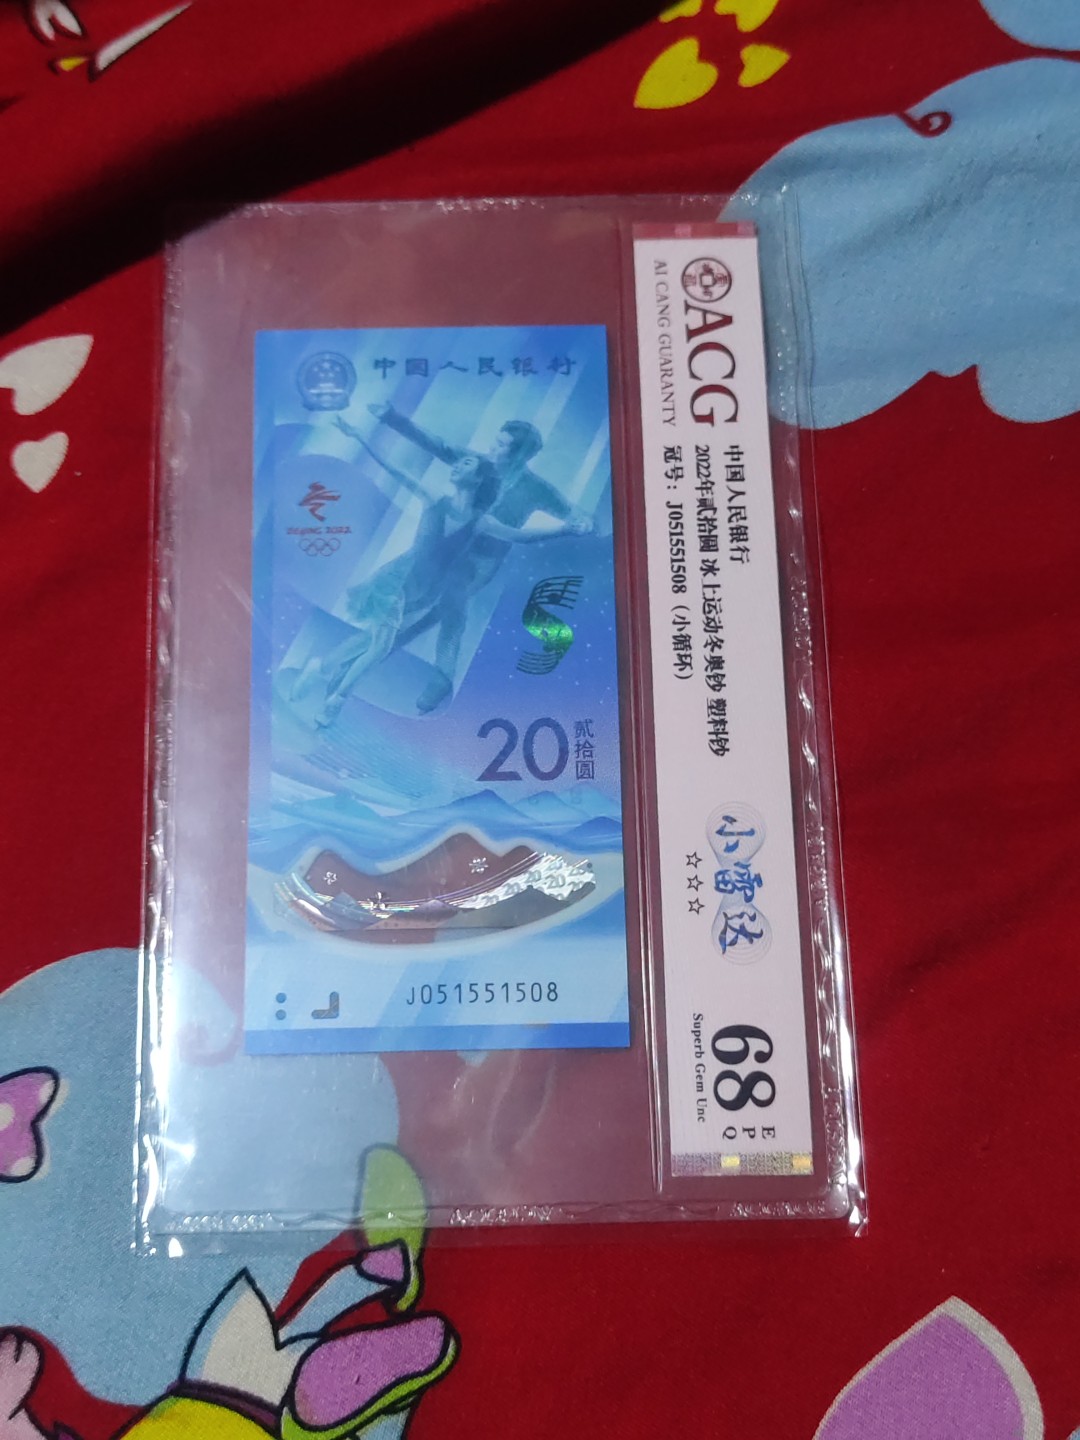 中国人民银行
BEIJING 2022
20
贰拾圆
J051551508
ACG
AI CANG GUARANTY
中国人民银行
2022年贰拾圆 冰上运动冬奥钞 塑料钞
冠号：J051551508（小循环）
小雷达
☆☆☆
68
E
P
Q
Superb Gem Unc